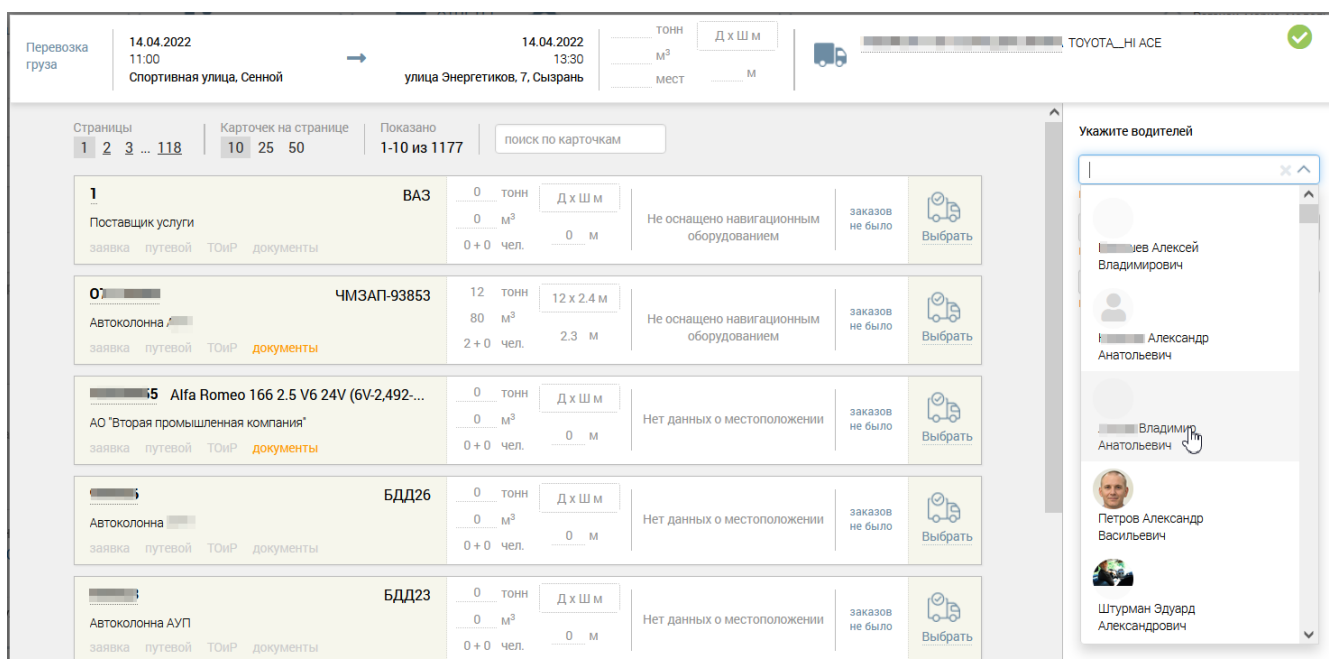 Перевозка
груза
14.04.2022
11:00
Спортивная улица, Сенной
14.04.2022
13:30
улица Энергетиков, 7, Сызрань
тонн
м³
мест
Д х Ш м
м
TOYOTA__HI ACE
Страницы
1 2 3 ... 118
Карточек на странице
10 25 50
Показано
1-10 из 1177
поиск по карточкам
1 ВАЗ
Поставщик услуги
заявка путевой ТОиР документы
0 тонн
0 м³
0 + 0 чел.
Д х Ш м
0 м
Не оснащено навигационным
оборудованием
заказов
не было
Выбрать
ЧМЗАП-93853
Автоколонна
заявка путевой ТОиР документы
12 тонн
80 м³
2 + 0 чел.
12 x 2.4 м
2.3 м
Не оснащено навигационным
оборудованием
заказов
не было
Выбрать
Alfa Romeo 166 2.5 V6 24V (6V-2,492-...
АО "Вторая промышленная компания"
заявка путевой ТОиР документы
0 тонн
0 м³
0 + 0 чел.
Д х Ш м
0 м
Нет данных о местоположении
заказов
не было
Выбрать
БДД26
Автоколонна
заявка путевой ТОиР документы
0 тонн
0 м³
0 + 0 чел.
Д х Ш м
0 м
Нет данных о местоположении
заказов
не было
Выбрать
БДД23
Автоколонна АУП
заявка путевой ТОиР документы
0 тонн
0 м³
0 + 0 чел.
Д х Ш м
0 м
Нет данных о местоположении
заказов
не было
Выбрать
Укажите водителей
Алексей
Владимирович
Александр
Анатольевич
Владимир
Анатольевич
Петров Александр
Васильевич
Штурман Эдуард
Александрович